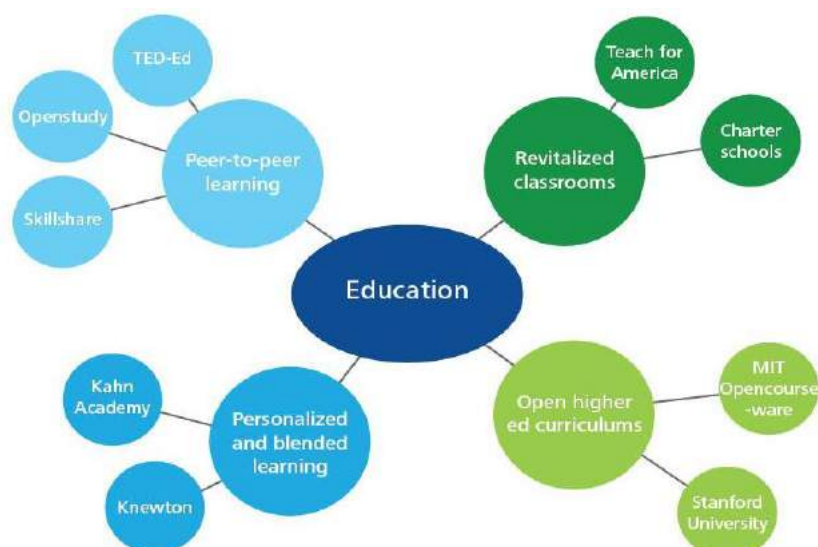 TED-Ed
Openstudy
Skillshare
Peer-to-peer
learning
Teach for
America
Charter
schools
Revitalized
classrooms
Education
Kahn
Academy
Knewton
Personalized
and blended
learning
Open higher
ed curriculums
MIT
Opencourse
-ware
Stanford
University